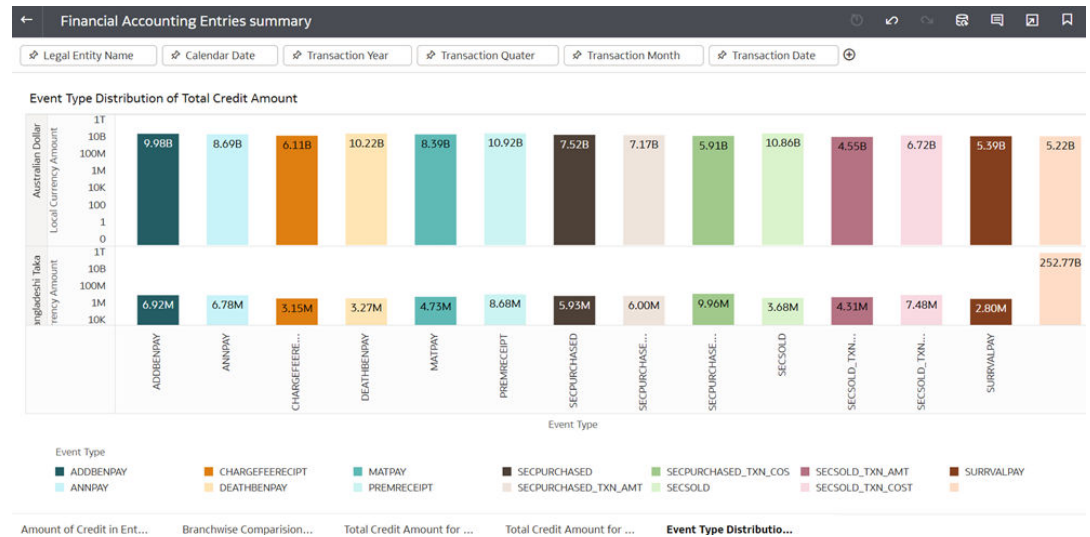 Financial Accounting Entries summary
Legal Entity Name Calendar Date Transaction Year Transaction Quater Transaction Month Transaction Date
Event Type Distribution of Total Credit Amount
Australian Dollar
Local Currency Amount
1T
10B
100M
1M
10K
100
1
0
9.98B 8.69B 6.11B 10.22B 8.39B 10.92B 7.52B 7.17B 5.91B 10.86B 4.55B 6.72B 5.39B 5.22B
angladeshi Taka
rrency Amount
1T
10B
100M
1M
10K
6.92M 6.78M 3.15M 3.27M 4.73M 8.68M 5.93M 6.00M 9.96M 3.68M 4.31M 7.48M 2.80M 252.77B
ADDBENPAY
ANNPAY
CHARGEFEERE...
DEATHBENPAY
MATPAY
PREMRECEIPT
SECPURCHASED
SECPURCHASE...
SECPURCHASE...
SECSOLD
SECSOLD_TXN...
SECSOLD_TXN...
SURRVALPAY
Event Type
Event Type
ADDBENPAY CHARGEFEERECIPT MATPAY SECPURCHASED SECPURCHASED_TXN_COS SECSOLD_TXN_AMT SURRVALPAY
ANNPAY DEATHBENPAY PREMRECEIPT SECPURCHASED_TXN_AMT SECSOLD SECSOLD_TXN_COST
Amount of Credit in Ent... Branchwise Comparision... Total Credit Amount for ... Total Credit Amount for ... Event Type Distributio...